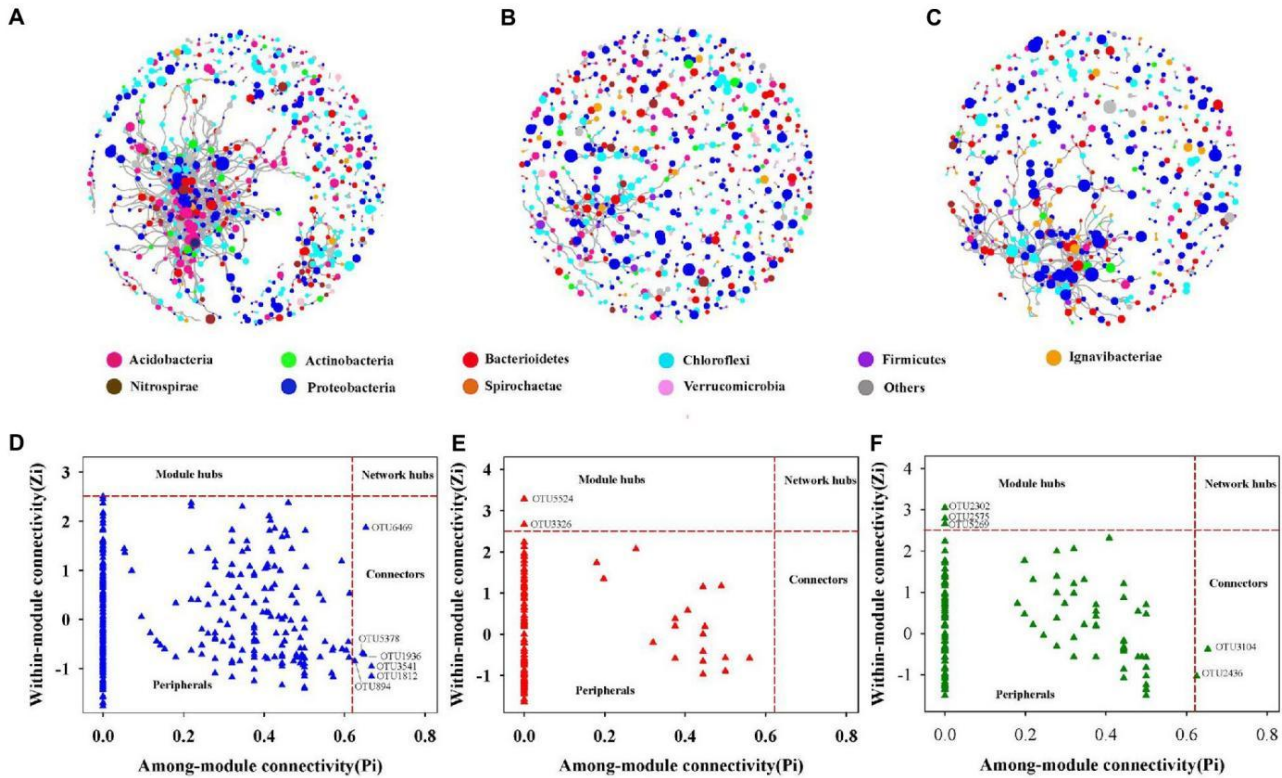 A
B
C
Acidobacteria
Actinobacteria
Bacterioidetes
Chloroflexi
Firmicutes
Ignavibacteriae
Nitrospirae
Proteobacteria
Spirochaetae
Verrucomicrobia
Others
D
Within-module connectivity(Zi)
3
2
1
0
-1
Module hubs
Network hubs
OTU6469
Connectors
OTU5378
OTU1936
OTU3541
OTU1812
OTU894
Peripherals
0.0
0.2
0.4
0.6
0.8
Among-module connectivity(Pi)
E
Within-module connectivity(Zi)
4
3
2
1
0
-1
Module hubs
Network hubs
OTU5524
OTU3326
Connectors
Peripherals
0.0
0.2
0.4
0.6
0.8
Among-module connectivity(Pi)
F
Within-module connectivity(Zi)
4
3
2
1
0
-1
Module hubs
Network hubs
OTU2302
OTU2575
OTU5269
Connectors
OTU3104
OTU2436
Peripherals
0.0
0.2
0.4
0.6
0.8
Among-module connectivity(Pi)